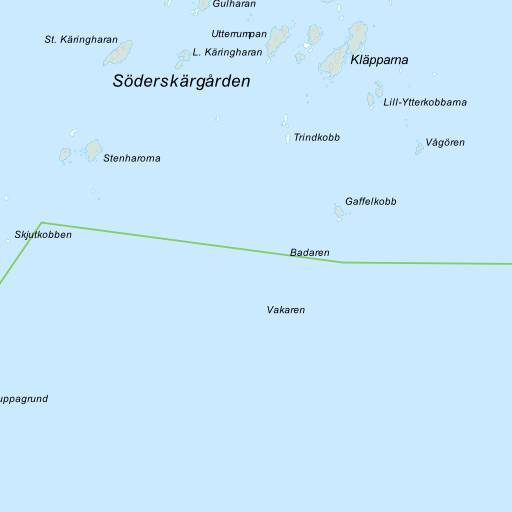 Gulharan
Utterrumpan
St. Käringharan
L. Käringharan
Kläpparna
Söderskärgården
Lill-Ytterkobbarna
Trindkobb
Vågören
Stenharorna
Gaffelkobb
Skjutkobben
Badaren
Vakaren
uppagrund